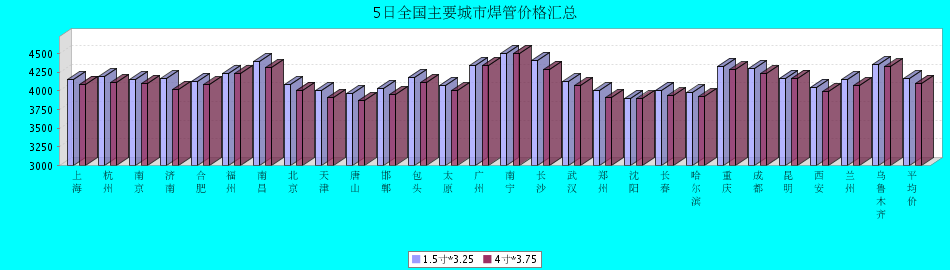 5日全国主要城市焊管价格汇总
4500
4250
4000
3750
3500
3250
3000
上海
杭州
南京
济南
合肥
福州
南昌
北京
天津
唐山
邯郸
包头
太原
广州
南宁
长沙
武汉
郑州
沈阳
长春
哈尔滨
重庆
成都
昆明
西安
兰州
乌鲁木齐
平均价
1.5寸*3.25
4寸*3.75